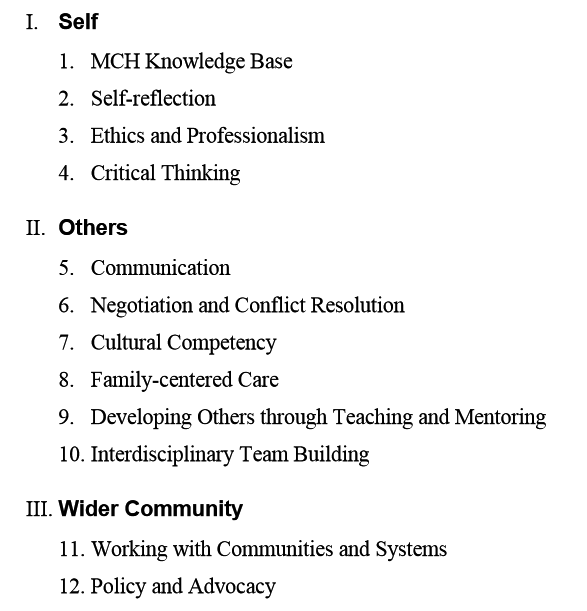 I. Self
1. MCH Knowledge Base
2. Self-reflection
3. Ethics and Professionalism
4. Critical Thinking
II. Others
5. Communication
6. Negotiation and Conflict Resolution
7. Cultural Competency
8. Family-centered Care
9. Developing Others through Teaching and Mentoring
10. Interdisciplinary Team Building
III. Wider Community
11. Working with Communities and Systems
12. Policy and Advocacy